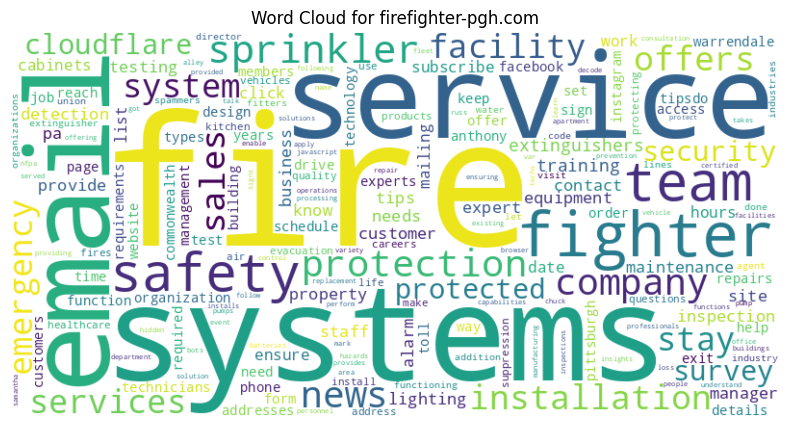 Word Cloud for firefighter-pgh.com
cloudflare
director
sprinkler
facility
offers
work
warrendale
cabinets
testing
members
subscribe
facebook
reach
system
click
vehicles
technology
use
instagram
set
tipsdo
job
union
spammers
fitters
service
keep
sign
access
protecting
industries
organizations
detection
extinguisher
alley
talk
products
offer
anthony
extinguishers
security
email
fire
pa
list
types
design
kitchen
years
business
mailing
water
code
page
sales
building
drive
quality
experts
training
contact
lines
prevention
visit
team
provide
requirements
website
commonwealth
management
know
tips
needs
expert
equipment
order
hours
done
certified
schedule
customer
careers
repair
fighter
test
evacuation
operations
processing
emergency
safety
protection
date
maintenance
facilities
vehicle
repairs
agent
time
fires
air
control
variety
browser
existing
company
site
function
organization
property
replacement
life
protected
questions
inspection
healthcare
systems
follow
make
way
capabilities
chuck
functions
pump
help
customers
required
pumps
event
staff
perform
alarm
toll
suppression
pittsburgh
stay
office
buildings
hidden
bots
batteries
mark
ensure
hazards
provides
addition
professionals
survey
exit
industry
insights
loss
samantha
technicians
department
need
area
install
functioning
manufacturing
inspections
people
understand
news
phone
lighting
manager
services
solution
form
addresses
personnel
address
installation
details
nfpa
served
providing
installs
signs
javascript
enable
provided
consultation
fleet
following
name
decode
solutions
apply
offering
got
russ
apartment
protect
takes
var
ensuring
let